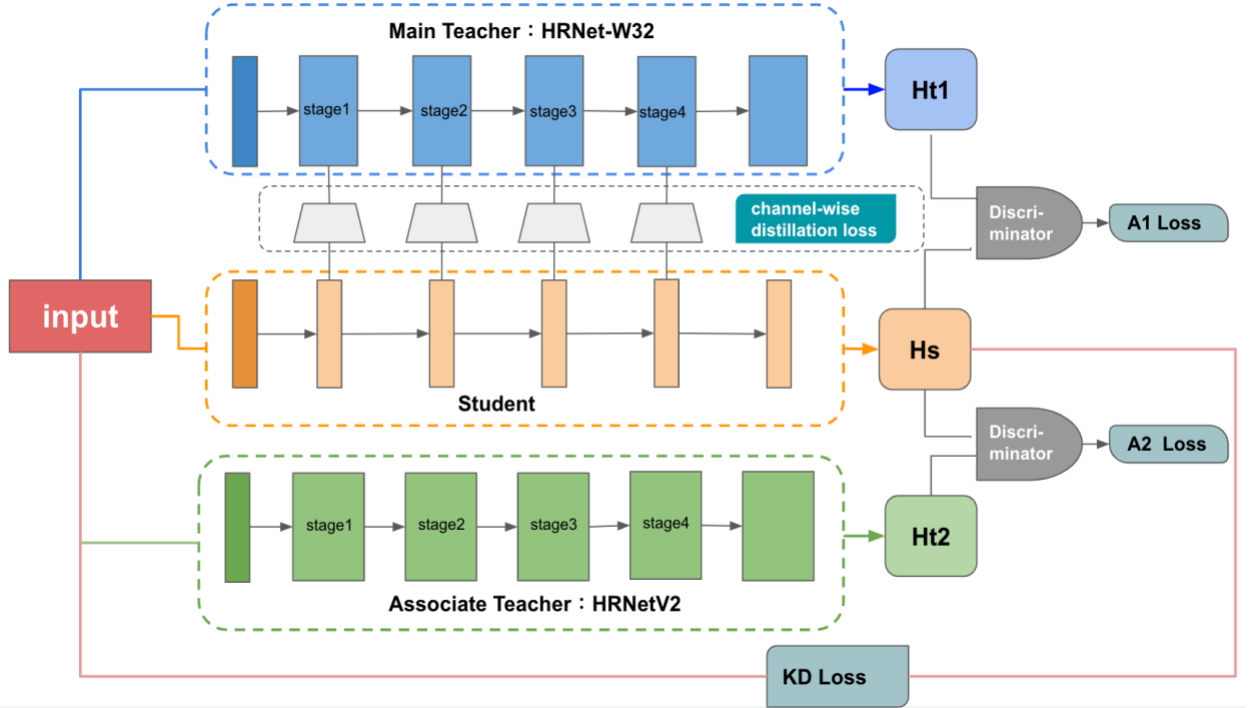 Main Teacher：HRNet-W32
stage1
stage2
stage3
stage4
Ht1
channel-wise
distillation loss
Discri-
minator
A1 Loss
input
Hs
Student
Discri-
minator
A2 Loss
stage1
stage2
stage3
stage4
Ht2
Associate Teacher：HRNetV2
KD Loss